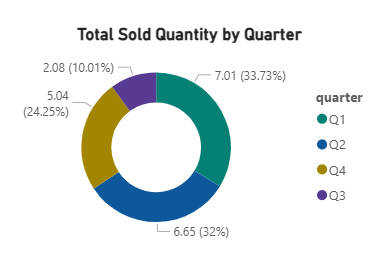 Total Sold Quantity by Quarter
2.08 (10.01%)
7.01 (33.73%)
5.04
(24.25%)
6.65 (32%)
quarter
Q1
Q2
Q4
Q3